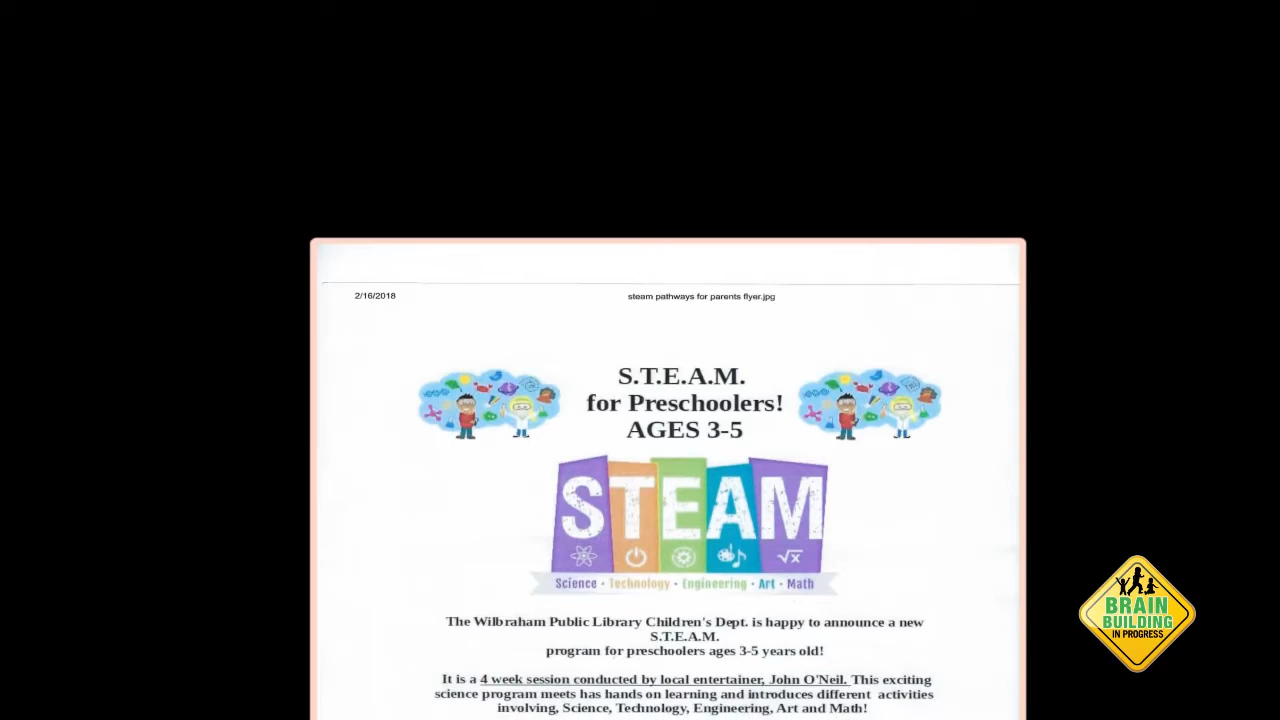 2/16/2018 steam pathways for parents flyer.jpg
S.T.E.A.M.
for Preschoolers!
AGES 3-5
STEAM
Science · Technology · Engineering · Art · Math
The Wilbraham Public Library Children's Dept. is happy to announce a new
S.T.E.A.M.
program for preschoolers ages 3-5 years old!
It is a 4 week session conducted by local entertainer, John O'Neil. This exciting
science program meets has hands on learning and introduces different activities
involving, Science, Technology, Engineering, Art and Math!
BRAIN
BUILDING
IN PROGRESS
√x